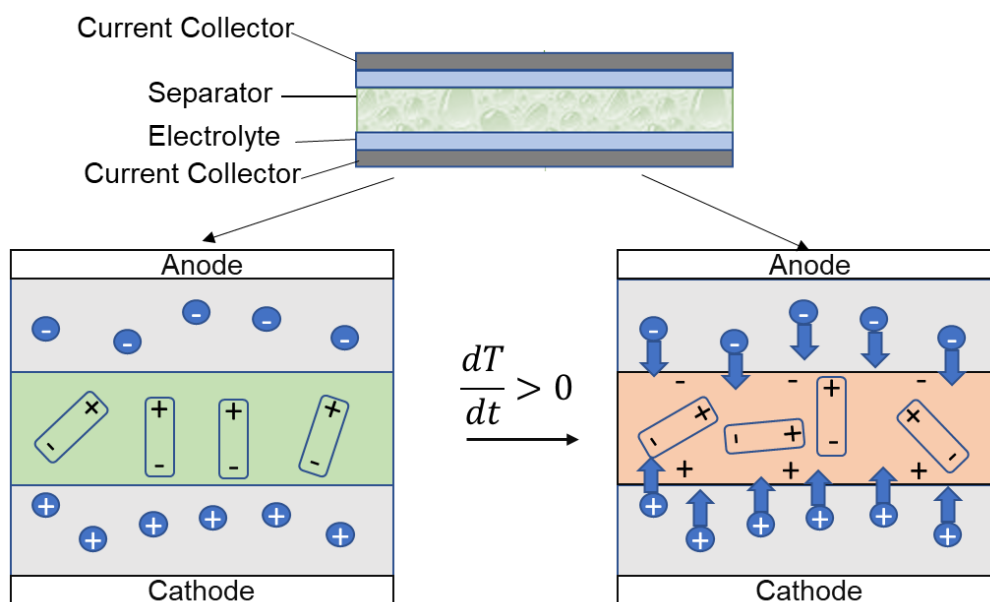 Current Collector
Separator
Electrolyte
Current Collector
Anode
Anode
- - - - -
- - - - -
dT/dt > 0
- - -
+ + + +
- - - -
+ + + +
- - - -
+ + +
+ + + + + +
+ + + + + +
Cathode
Cathode